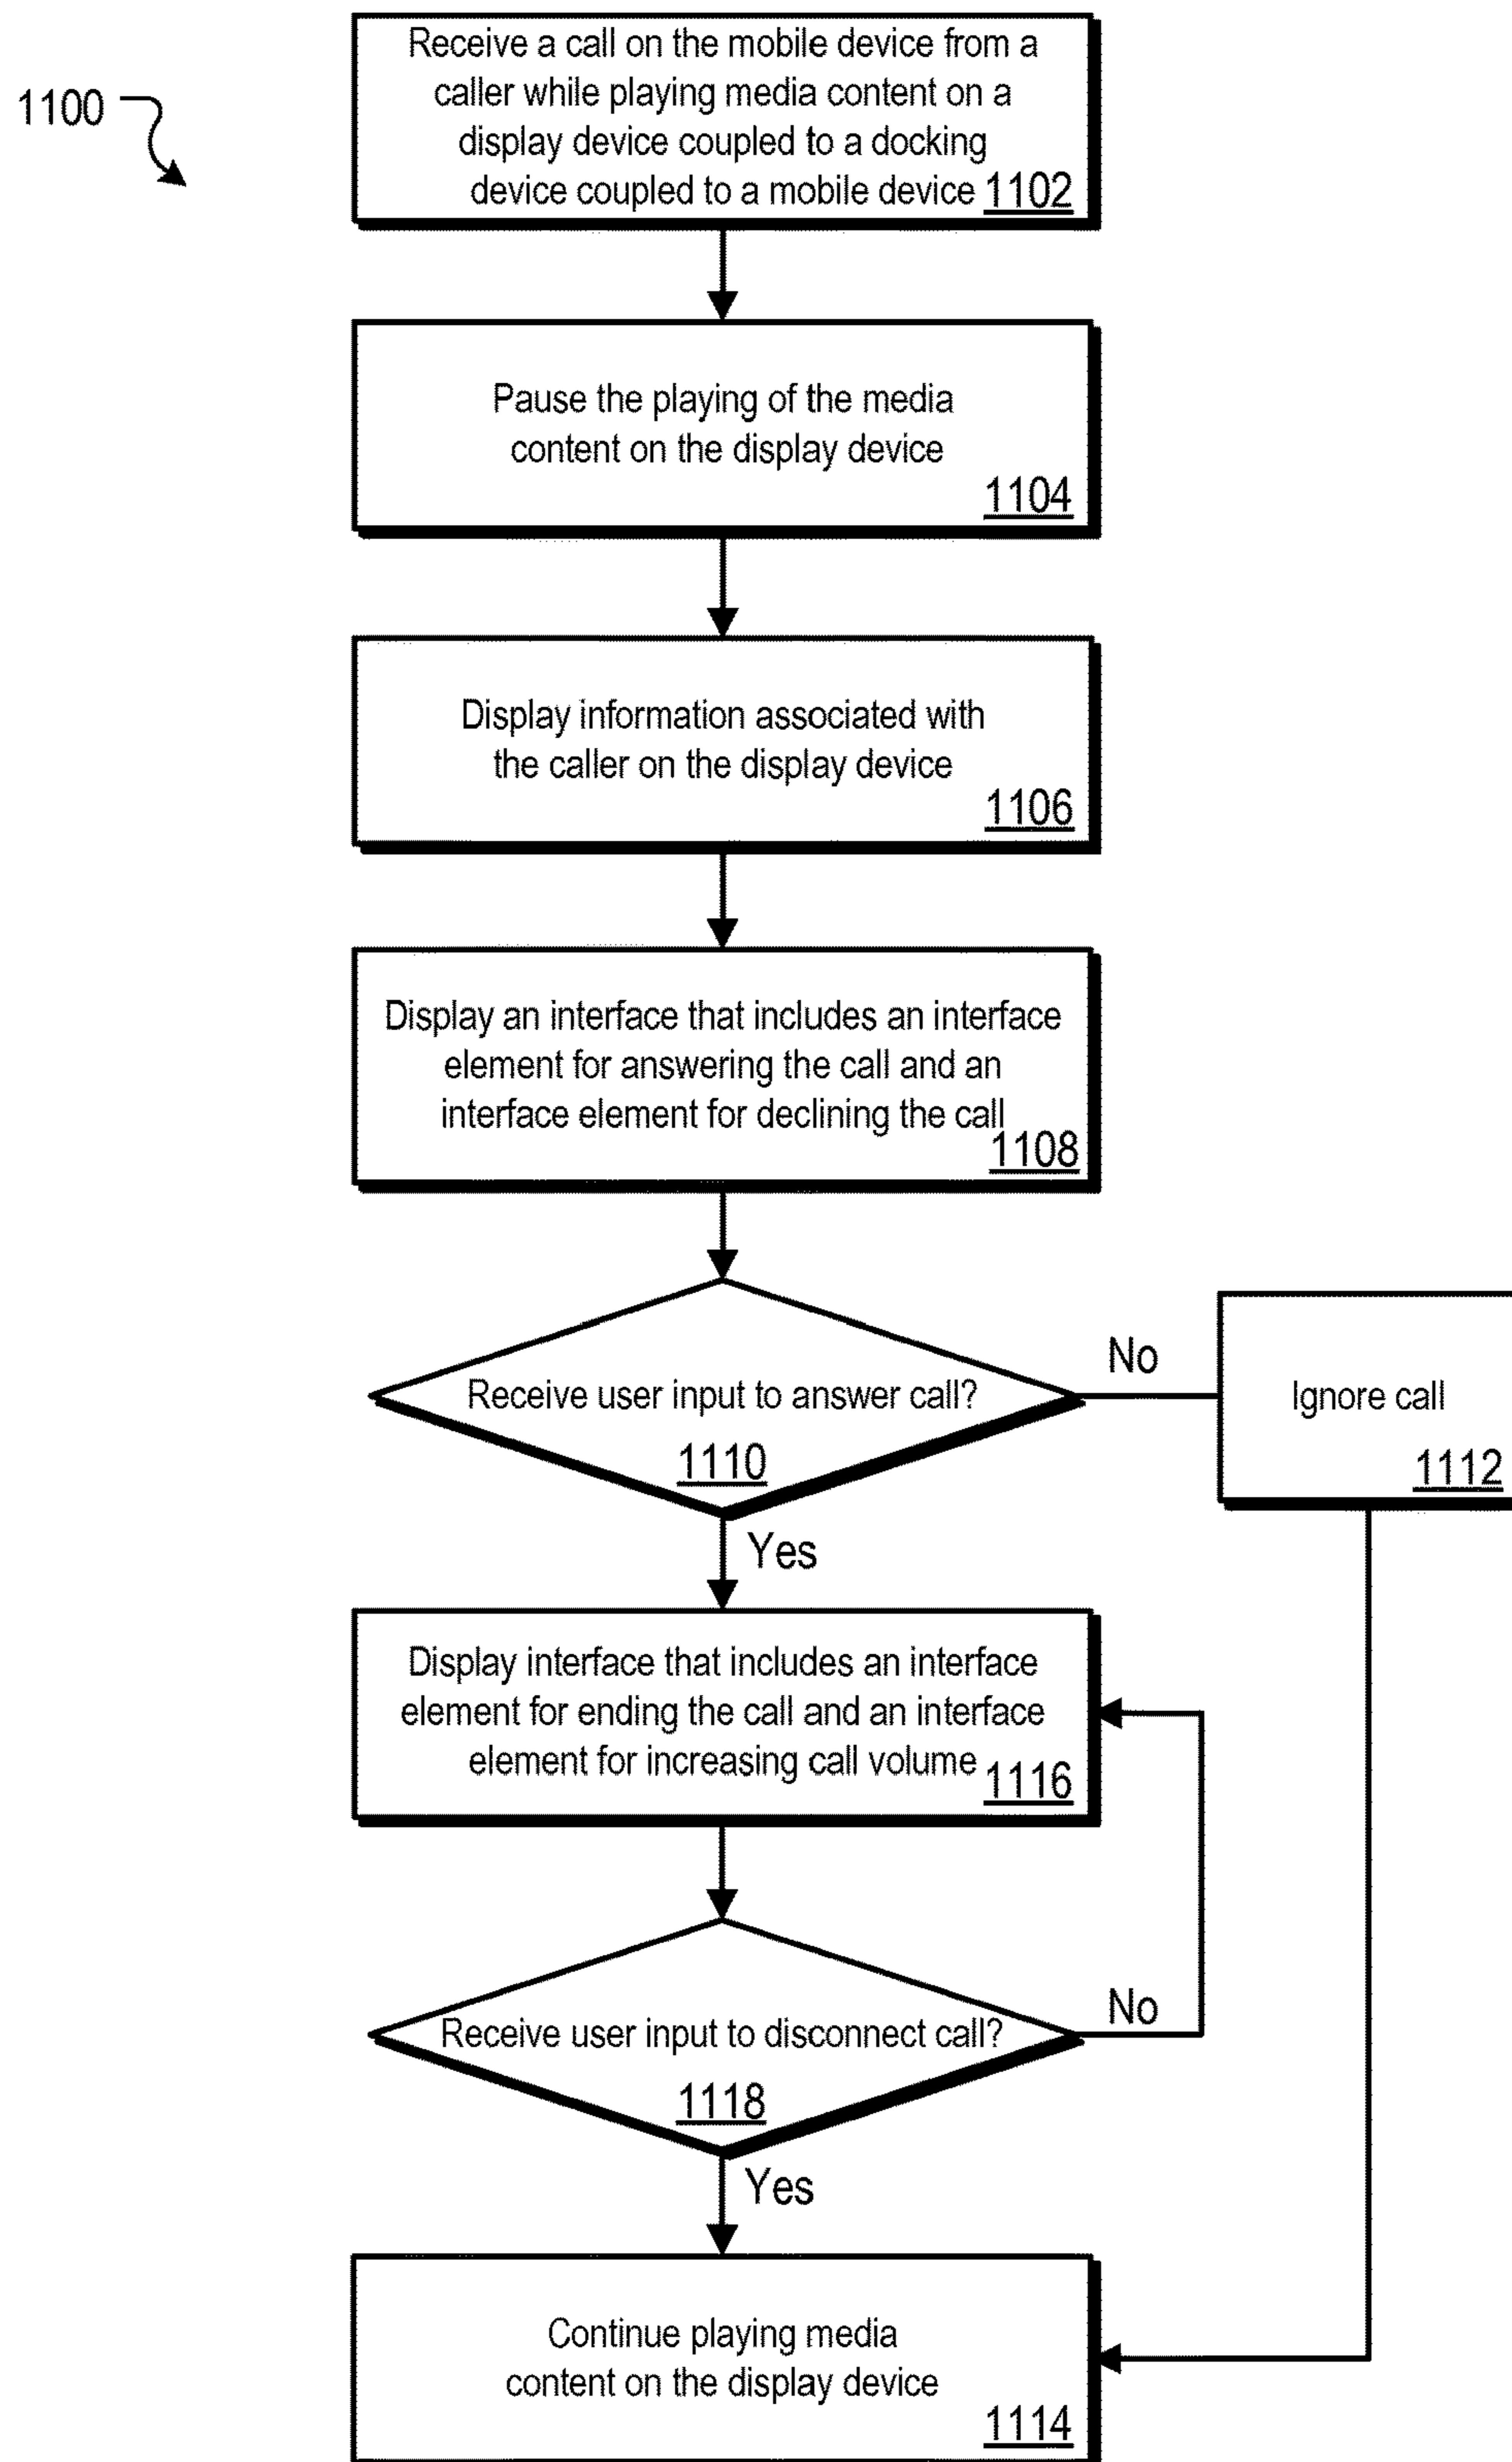 1100
Receive a call on the mobile device from a
caller while playing media content on a
display device coupled to a docking
device coupled to a mobile device 1102
Pause the playing of the media
content on the display device
1104
Display information associated with
the caller on the display device
1106
Display an interface that includes an interface
element for answering the call and an
interface element for declining the call
1108
Receive user input to answer call?
1110
No
Ignore call
1112
Yes
Display interface that includes an interface
element for ending the call and an interface
element for increasing call volume 1116
Receive user input to disconnect call?
1118
No
Yes
Continue playing media
content on the display device
1114